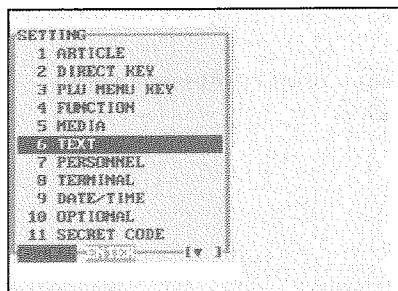 SETTING
1 ARTICLE
2 DIRECT KEY
3 PLU MENU KEY
4 FUNCTION
5 MEDIA
6 TEXT
7 PERSONNEL
8 TERMINAL
9 DATE/TIME
10 OPTIONAL
11 SECRET CODE
[▼ ]